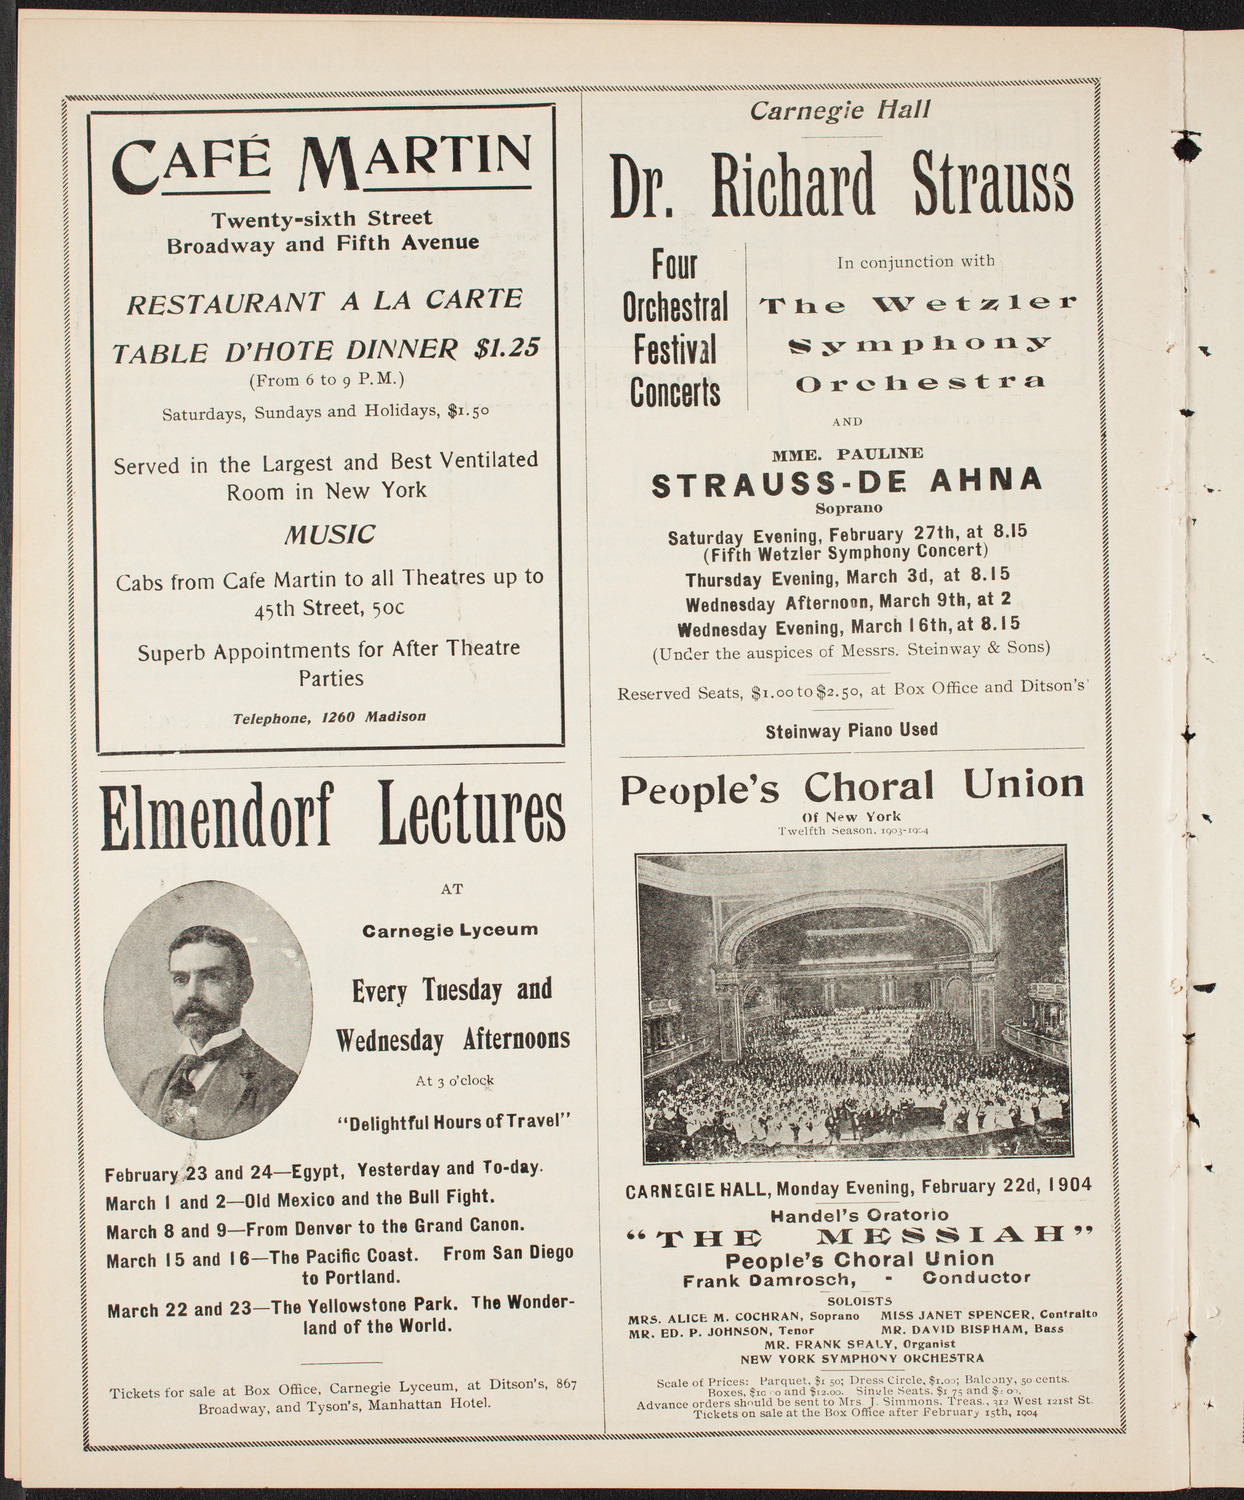 CAFÉ MARTIN
Twenty-sixth Street
Broadway and Fifth Avenue
RESTAURANT A LA CARTE
TABLE D'HOTE DINNER $1.25
(From 6 to 9 P.M.)
Saturdays, Sundays and Holidays, $1.50
Served in the Largest and Best Ventilated
Room in New York
MUSIC
Cabs from Cafe Martin to all Theatres up to
45th Street, 50c
Superb Appointments for After Theatre
Parties
Telephone, 1260 Madison
Elmendorf Lectures
AT
Carnegie Lyceum
Every Tuesday and
Wednesday Afternoons
At 3 o'clock
"Delightful Hours of Travel"
February 23 and 24—Egypt, Yesterday and To-day.
March 1 and 2—Old Mexico and the Bull Fight.
March 8 and 9—From Denver to the Grand Canon.
March 15 and 16—The Pacific Coast. From San Diego
to Portland.
March 22 and 23—The Yellowstone Park. The Wonder-
land of the World.
Tickets for sale at Box Office, Carnegie Lyceum, at Ditson's, 867
Broadway, and Tyson's, Manhattan Hotel.
Carnegie Hall
Dr. Richard Strauss
Four
Orchestral
Festival
Concerts
In conjunction with
The Wetzler
Symphony
Orchestra
AND
MME. PAULINE
STRAUSS-DE AHNA
Soprano
Saturday Evening, February 27th, at 8.15
(Fifth Wetzler Symphony Concert)
Thursday Evening, March 3d, at 8.15
Wednesday Afternoon, March 9th, at 2
Wednesday Evening, March 16th, at 8.15
(Under the auspices of Messrs. Steinway & Sons)
Reserved Seats, $1.00 to $2.50, at Box Office and Ditson's
Steinway Piano Used
People's Choral Union
Of New York
Twelfth Season, 1903-1904
CARNEGIE HALL, Monday Evening, February 22d, 1904
Handel's Oratorio
"THE MESSIAH"
People's Choral Union
Frank Damrosch, - Conductor
SOLOISTS
MRS. ALICE M. COCHRAN, Soprano MISS JANET SPENCER, Contralto
MR. ED. P. JOHNSON, Tenor MR. DAVID BISPHAM, Bass
MR. FRANK SEALY, Organist
NEW YORK SYMPHONY ORCHESTRA
Scale of Prices: Parquet, $1 50; Dress Circle, $1.00; Balcony, 50 cents.
Boxes, and $12.00. Single Seats, $1 75 and
Advance orders should be sent to Mrs J. Simmons, Treas., 312 West 121st St.
Tickets on sale at the Box Office after February 15th, 1904